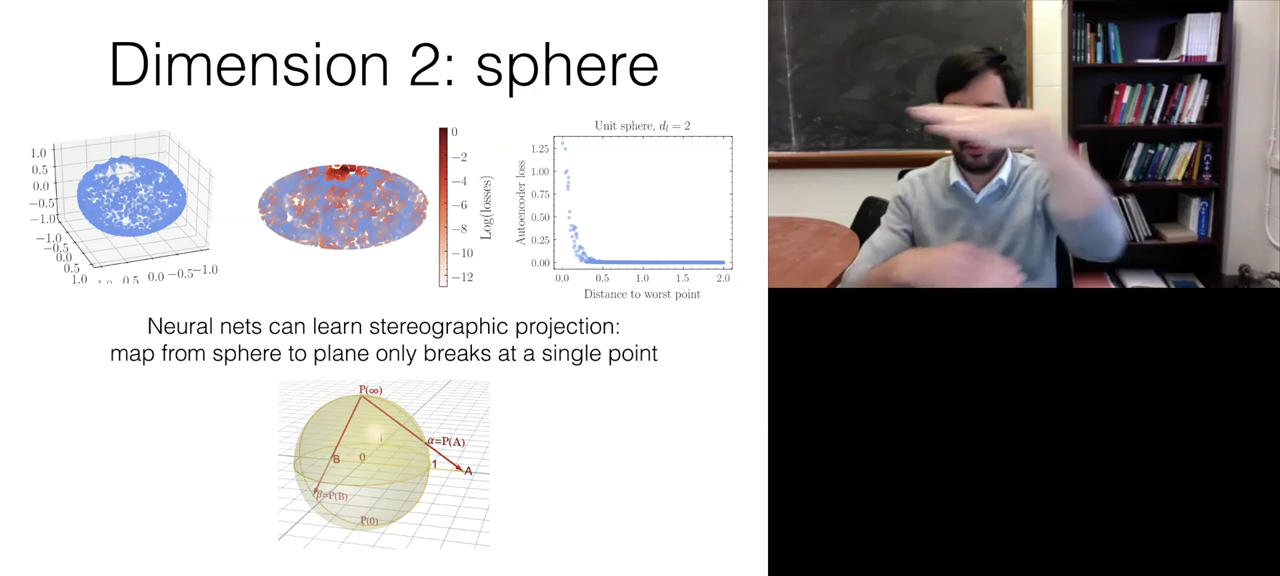 Dimension 2: sphere
1.0
0.5
0.0
−0.5
−1.0
−1.0
−0.5
0.0
0.5
1.0
0.5
0.0
−0.5
−1.0
0
−2
−4
−6
−8
−10
−12
Log(losses)
Unit sphere, dₗ = 2
Autoencoder loss
1.25
1.00
0.75
0.50
0.25
0.00
0.0 0.5 1.0 1.5 2.0
Distance to worst point
Neural nets can learn stereographic projection:
map from sphere to plane only breaks at a single point
P(∞)
i
α=P(A)
B 0 1 A
β=P(B)
P(0)
C++